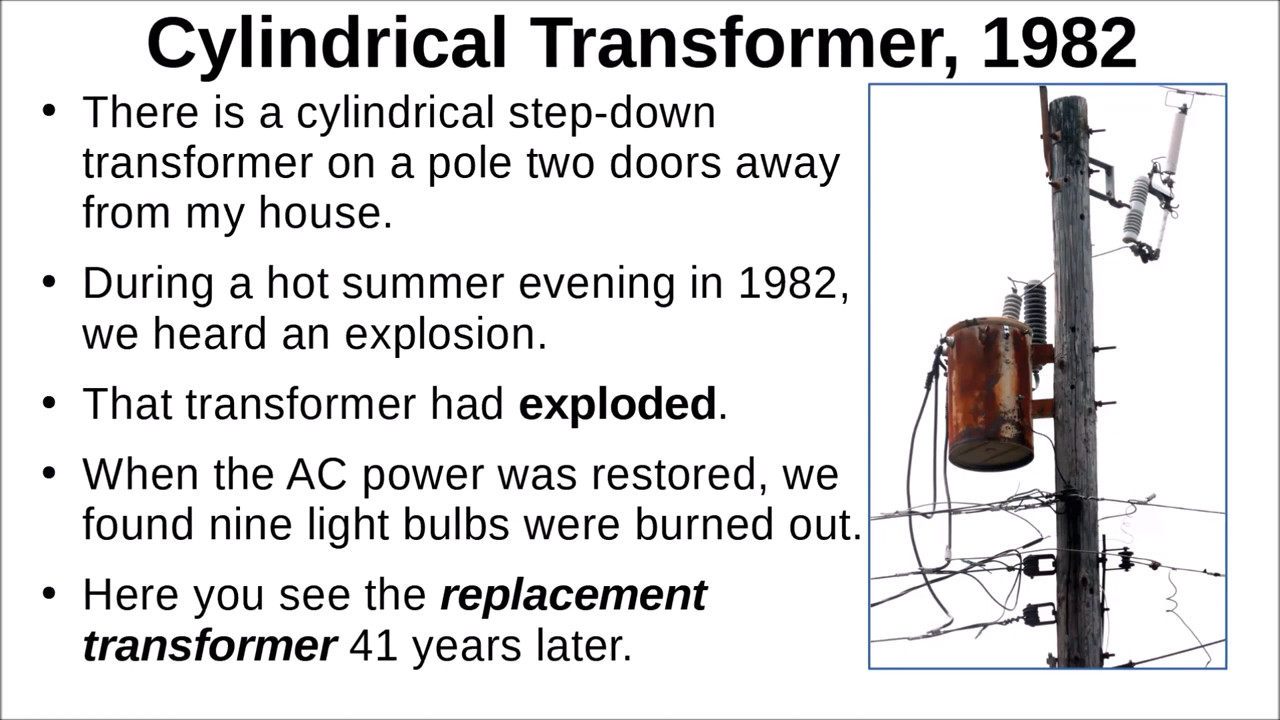 Cylindrical Transformer, 1982
• There is a cylindrical step-down
transformer on a pole two doors away
from my house.
• During a hot summer evening in 1982,
we heard an explosion.
• That transformer had exploded.
• When the AC power was restored, we
found nine light bulbs were burned out.
• Here you see the replacement
transformer 41 years later.